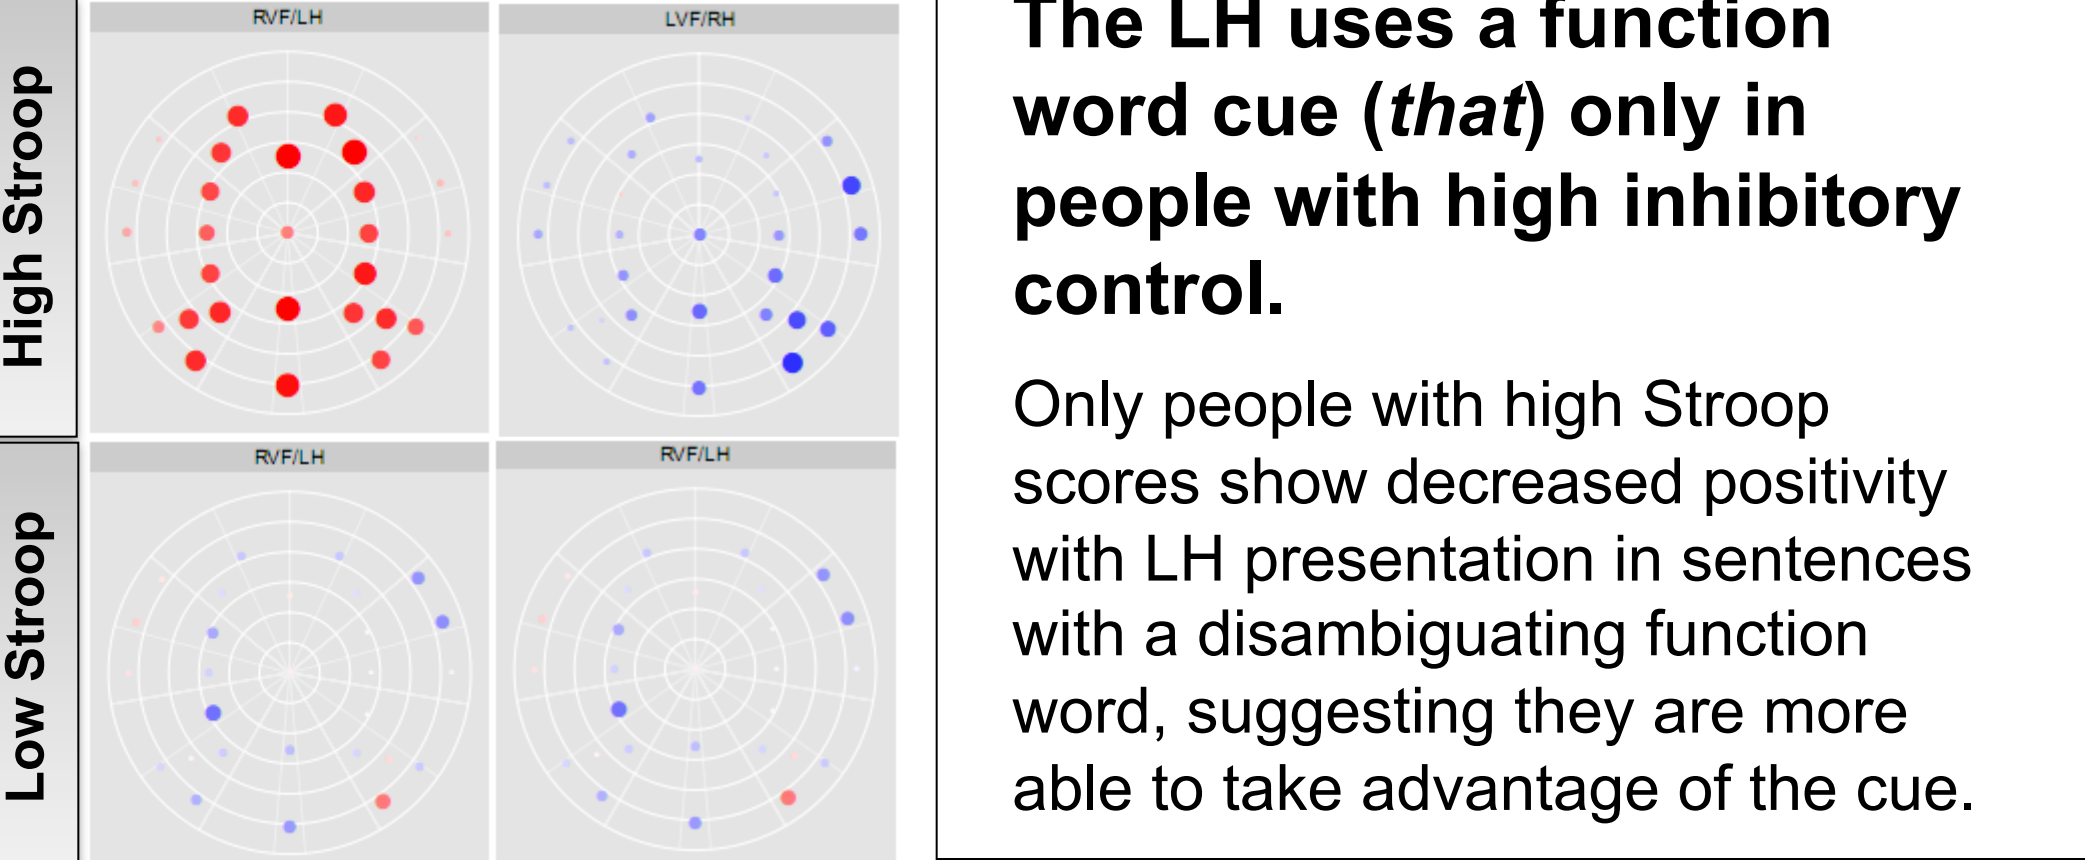 High Stroop
RVF/LH
LVF/RH
Low Stroop
RVF/LH
RVF/LH
The LH uses a function
word cue (that) only in
people with high inhibitory
control.
Only people with high Stroop
scores show decreased positivity
with LH presentation in sentences
with a disambiguating function
word, suggesting they are more
able to take advantage of the cue.